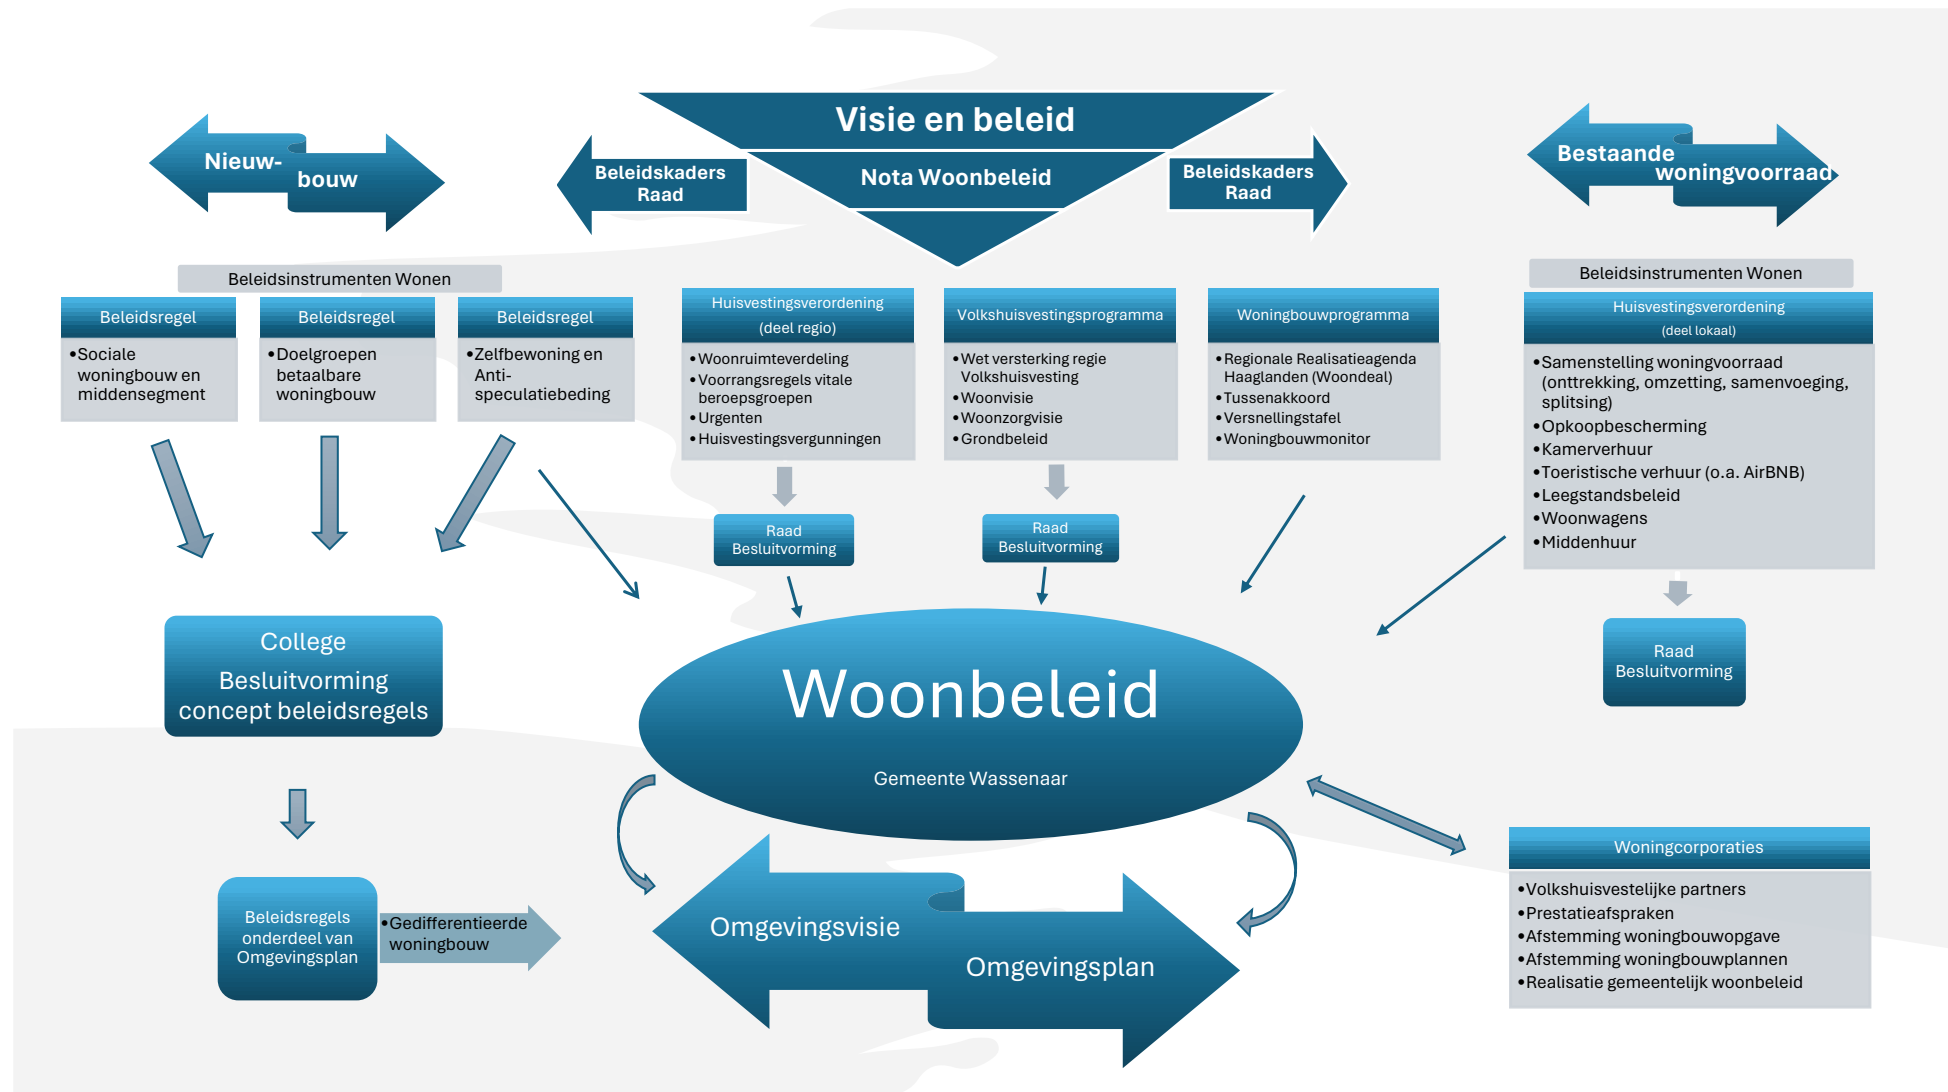 Visie en beleid
Nota Woonbeleid
Nieuw-
bouw
Beleidskaders
Raad
Beleidskaders
Raad
Bestaande
woningvoorraad
Beleidsinstrumenten Wonen
Beleidsregel
•Sociale
woningbouw en
middensegment
Beleidsregel
•Doelgroepen
betaalbare
woningbouw
Beleidsregel
•Zelfbewoning en
Anti-
speculatiebeding
Huisvestingsverordening
(deel regio)
•Woonruimteverdeling
•Voorrangsregels vitale
beroepsgroepen
•Urgenten
•Huisvestingsvergunningen
Volkshuisvestingsprogramma
•Wet versterking regie
Volkshuisvesting
•Woonvisie
•Woonzorgvisie
•Grondbeleid
Woningbouwprogramma
•Regionale Realisatieagenda
Haaglanden (Woondeal)
•Tussenakkoord
•Versnellingstafel
•Woningbouwmonitor
Beleidsinstrumenten Wonen
Huisvestingsverordening
(deel lokaal)
•Samenstelling woningvoorraad
(onttrekking, omzetting, samenvoeging,
splitsing)
•Opkoopbescherming
•Kamerverhuur
•Toeristische verhuur (o.a. AirBNB)
•Leegstandsbeleid
•Woonwagens
•Middenhuur
Raad
Besluitvorming
Raad
Besluitvorming
Raad
Besluitvorming
College
Besluitvorming
concept beleidsregels
Woonbeleid
Gemeente Wassenaar
Beleidsregels
onderdeel van
Omgevingsplan
•Gedifferentieerde
woningbouw
Omgevingsvisie
Omgevingsplan
Woningcorporaties
•Volkshuisvestelijke partners
•Prestatieafspraken
•Afstemming woningbouwopgave
•Afstemming woningbouwplannen
•Realisatie gemeentelijk woonbeleid